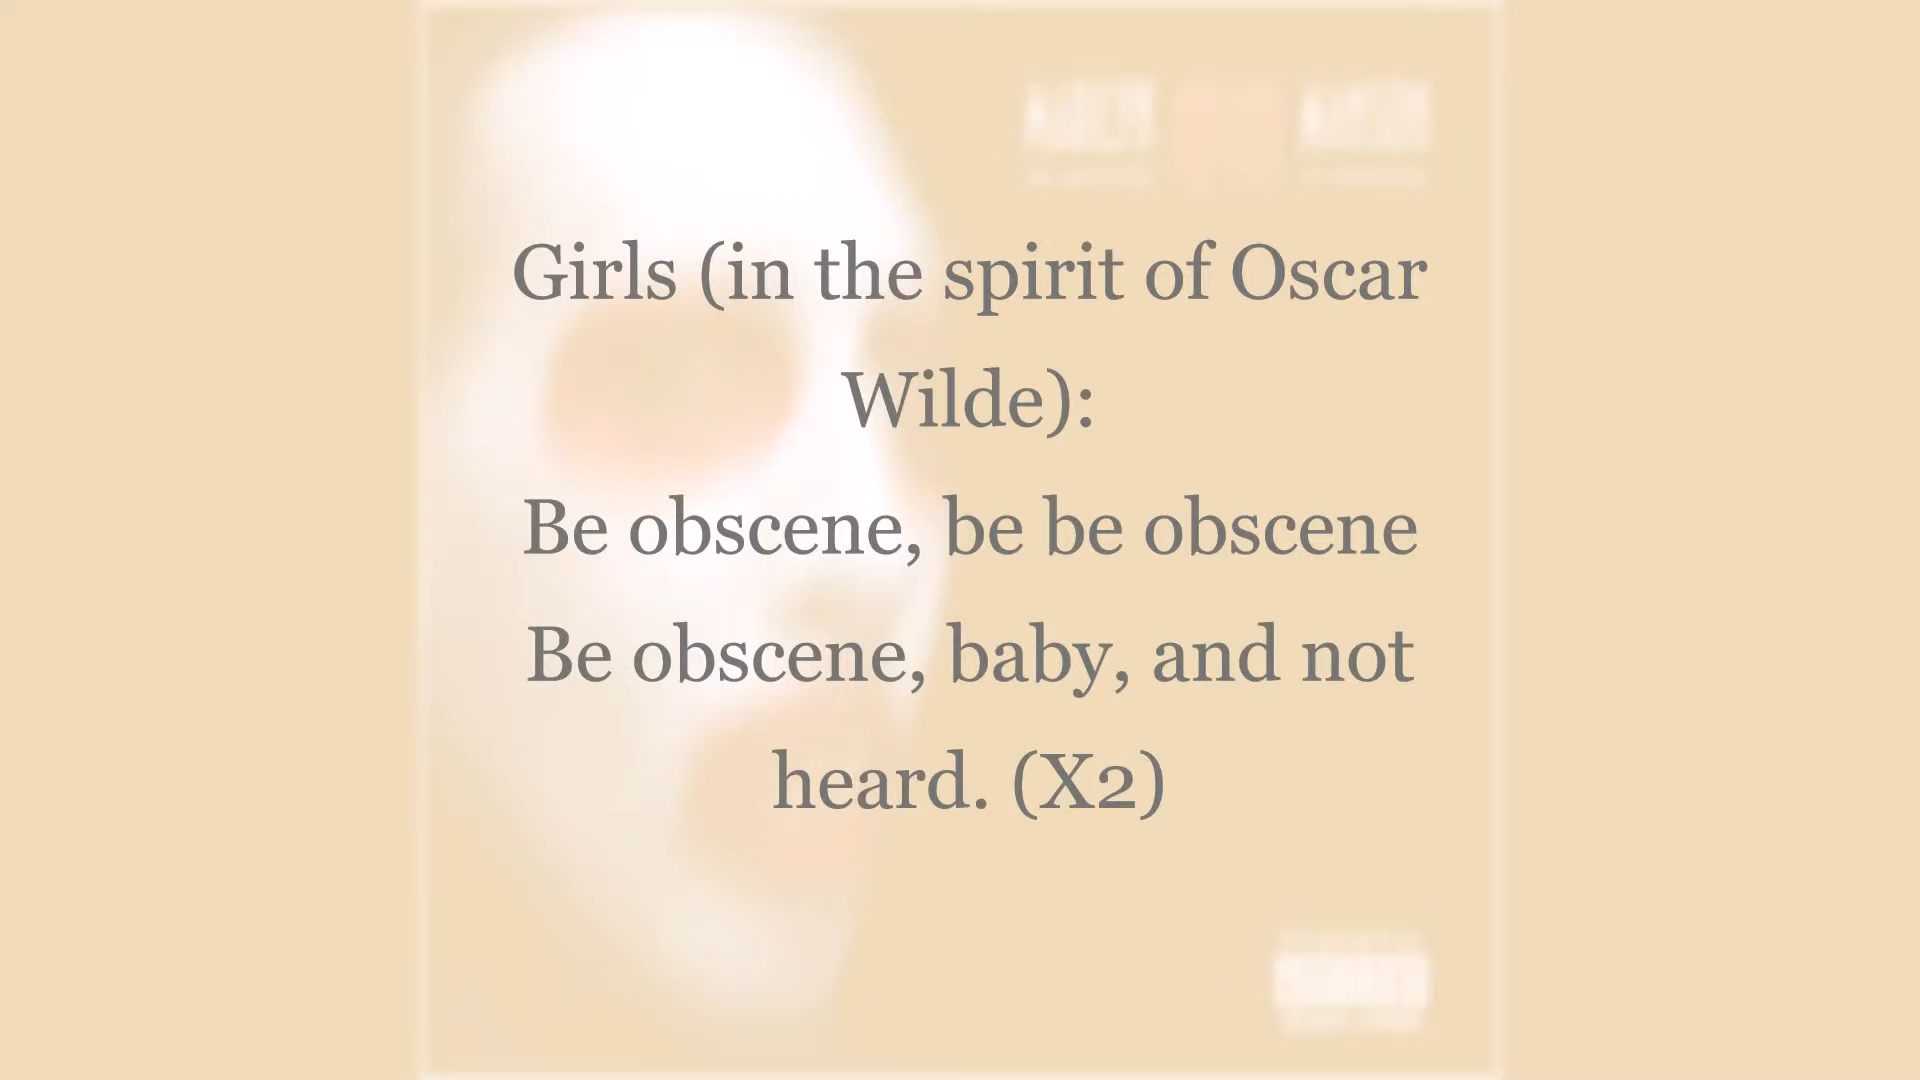 Girls (in the spirit of Oscar
Wilde):
Be obscene, be be obscene
Be obscene, baby, and not
heard. (X2)